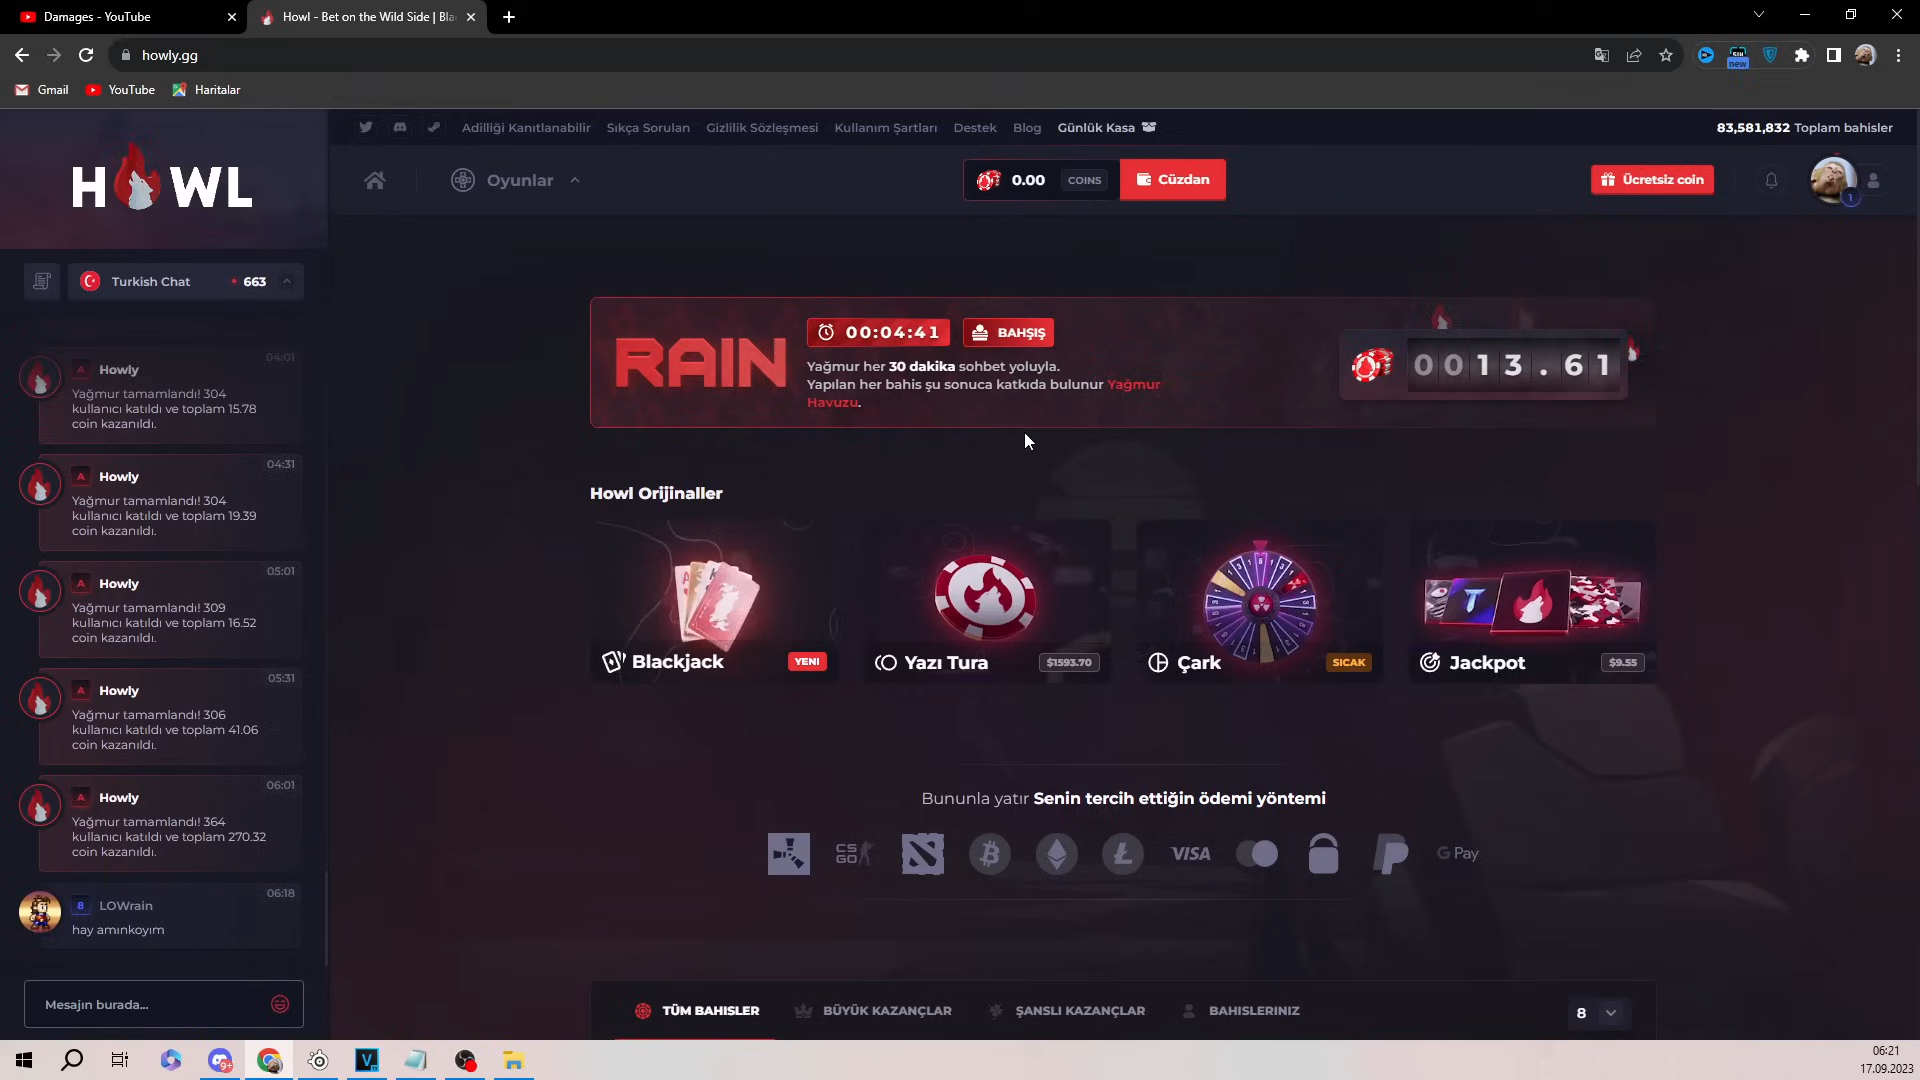 Damages - YouTube
Howl - Bet on the Wild Side | Bla
howly.gg
new
Gmail
YouTube
Haritalar
Adilliği Kanıtlanabilir
Sıkça Sorulan
Gizlilik Sözleşmesi
Kullanım Şartları
Destek
Blog
Günlük Kasa
83,581,832 Toplam bahisler
HOWL
Oyunlar
0.00
COINS
Cüzdan
Ücretsiz coin
1
Turkish Chat
663
04:01
A Howly
Yağmur tamamlandı! 304
kullanıcı katıldı ve toplam 15.78
coin kazanıldı.
04:31
A Howly
Yağmur tamamlandı! 304
kullanıcı katıldı ve toplam 19.39
coin kazanıldı.
05:01
A Howly
Yağmur tamamlandı! 309
kullanıcı katıldı ve toplam 16.52
coin kazanıldı.
05:31
A Howly
Yağmur tamamlandı! 306
kullanıcı katıldı ve toplam 41.06
coin kazanıldı.
06:01
A Howly
Yağmur tamamlandı! 364
kullanıcı katıldı ve toplam 270.32
coin kazanıldı.
06:18
8 LOWrain
hay amınkoyım
Mesajın burada...
RAIN
00:04:41
BAHŞIŞ
Yağmur her 30 dakika sohbet yoluyla.
Yapılan her bahis şu sonuca katkıda bulunur Yağmur
Havuzu.
0013.61
Howl Orijinaller
Blackjack
YENI
Yazı Tura
$1593.70
Çark
SICAK
Jackpot
$9.55
Bununla yatır Senin tercih ettiğin ödemi yöntemi
CS
GO
VISA
G Pay
TÜM BAHISLER
BÜYÜK KAZANÇLAR
ŞANSLI KAZANÇLAR
BAHISLERINIZ
8
9+
V
06:21
17.09.2023